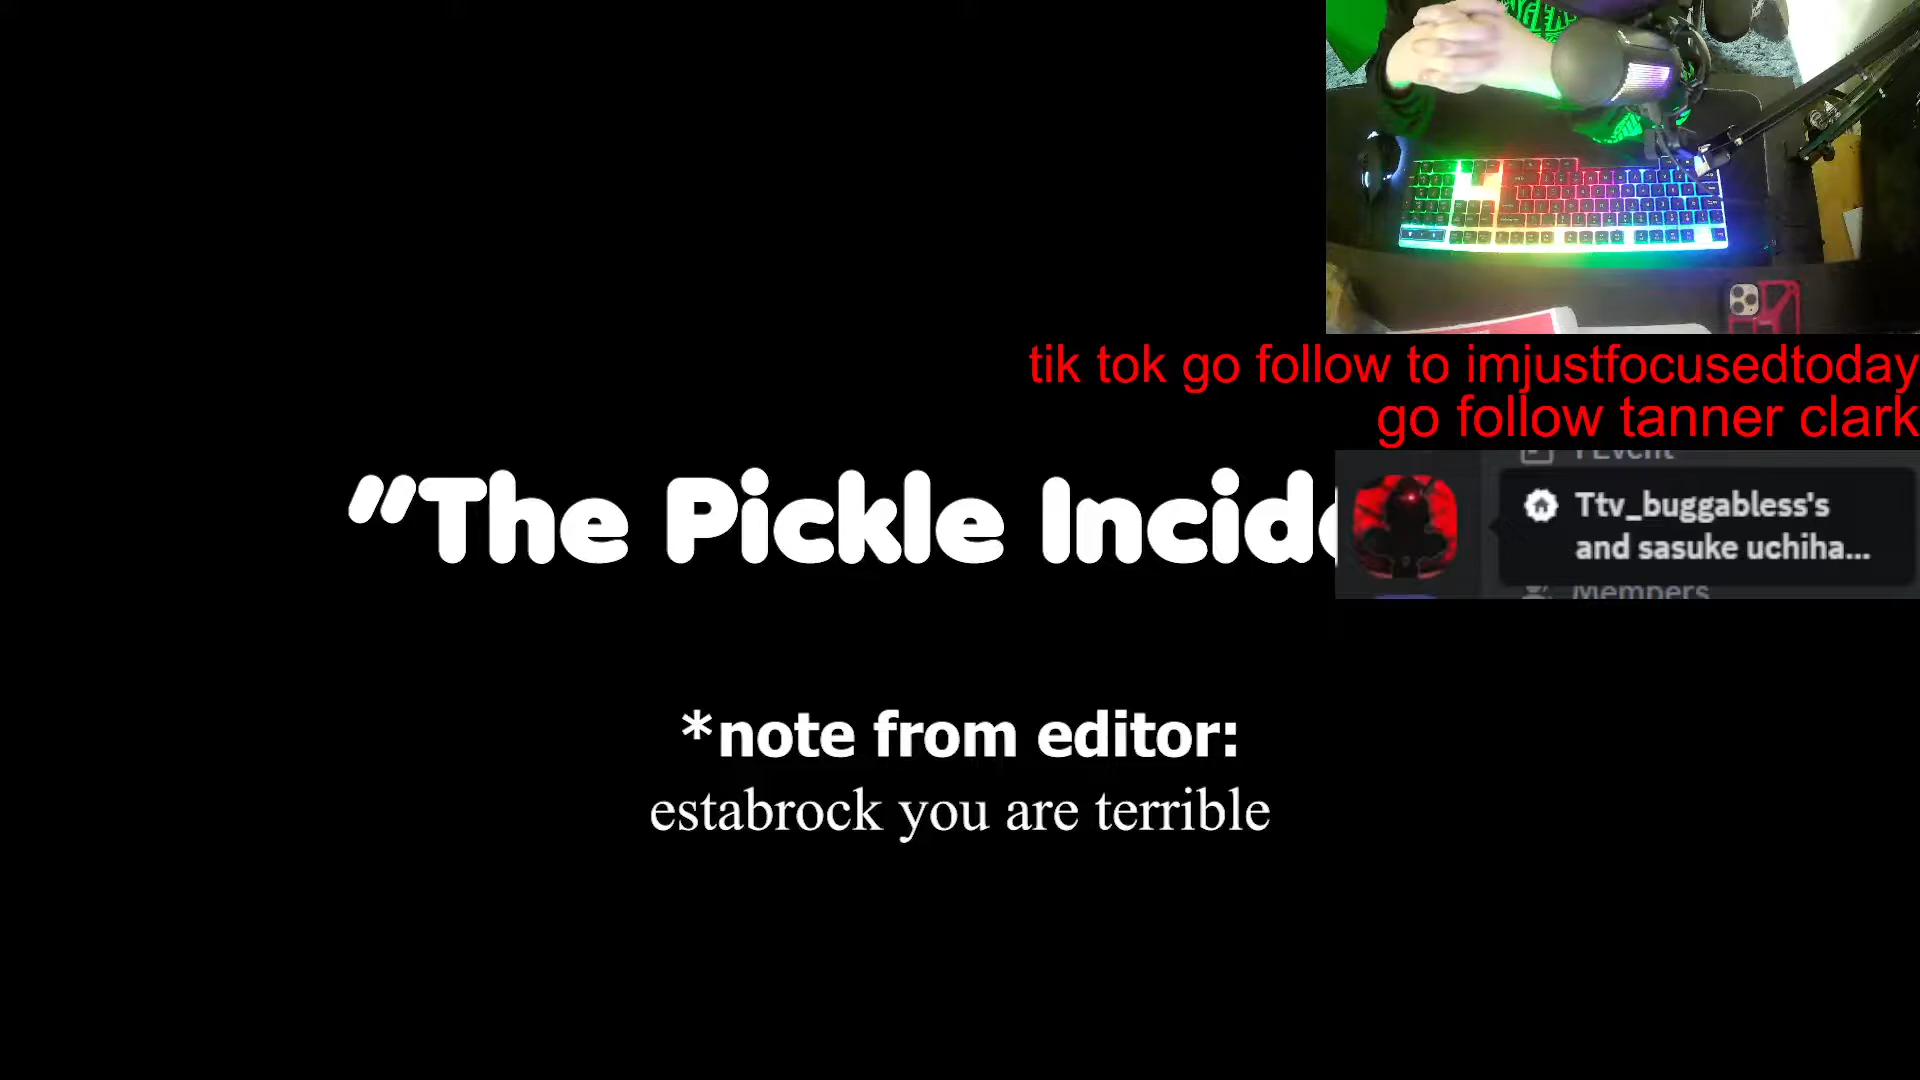 tik tok go follow to imjustfocusedtoday
go follow tanner clark
"The Pickle
Ttv_buggabless's
and sasuke uchiha...
Members
*note from editor:
estabrock you are terrible